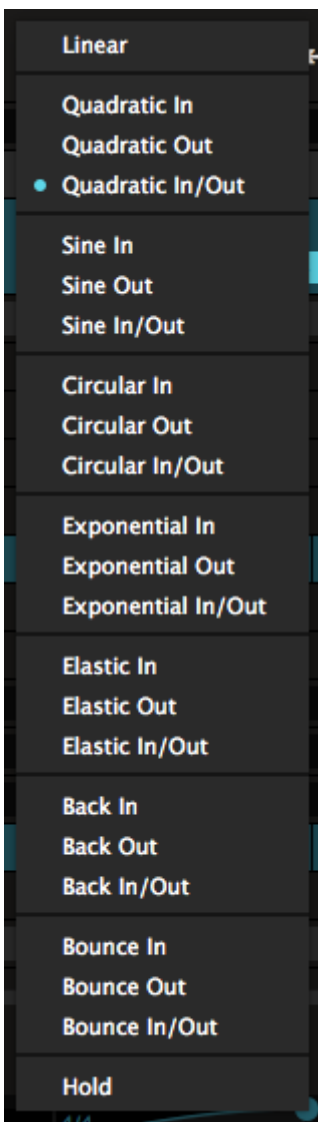 Linear
Quadratic In
Quadratic Out
Quadratic In/Out
Sine In
Sine Out
Sine In/Out
Circular In
Circular Out
Circular In/Out
Exponential In
Exponential Out
Exponential In/Out
Elastic In
Elastic Out
Elastic In/Out
Back In
Back Out
Back In/Out
Bounce In
Bounce Out
Bounce In/Out
Hold